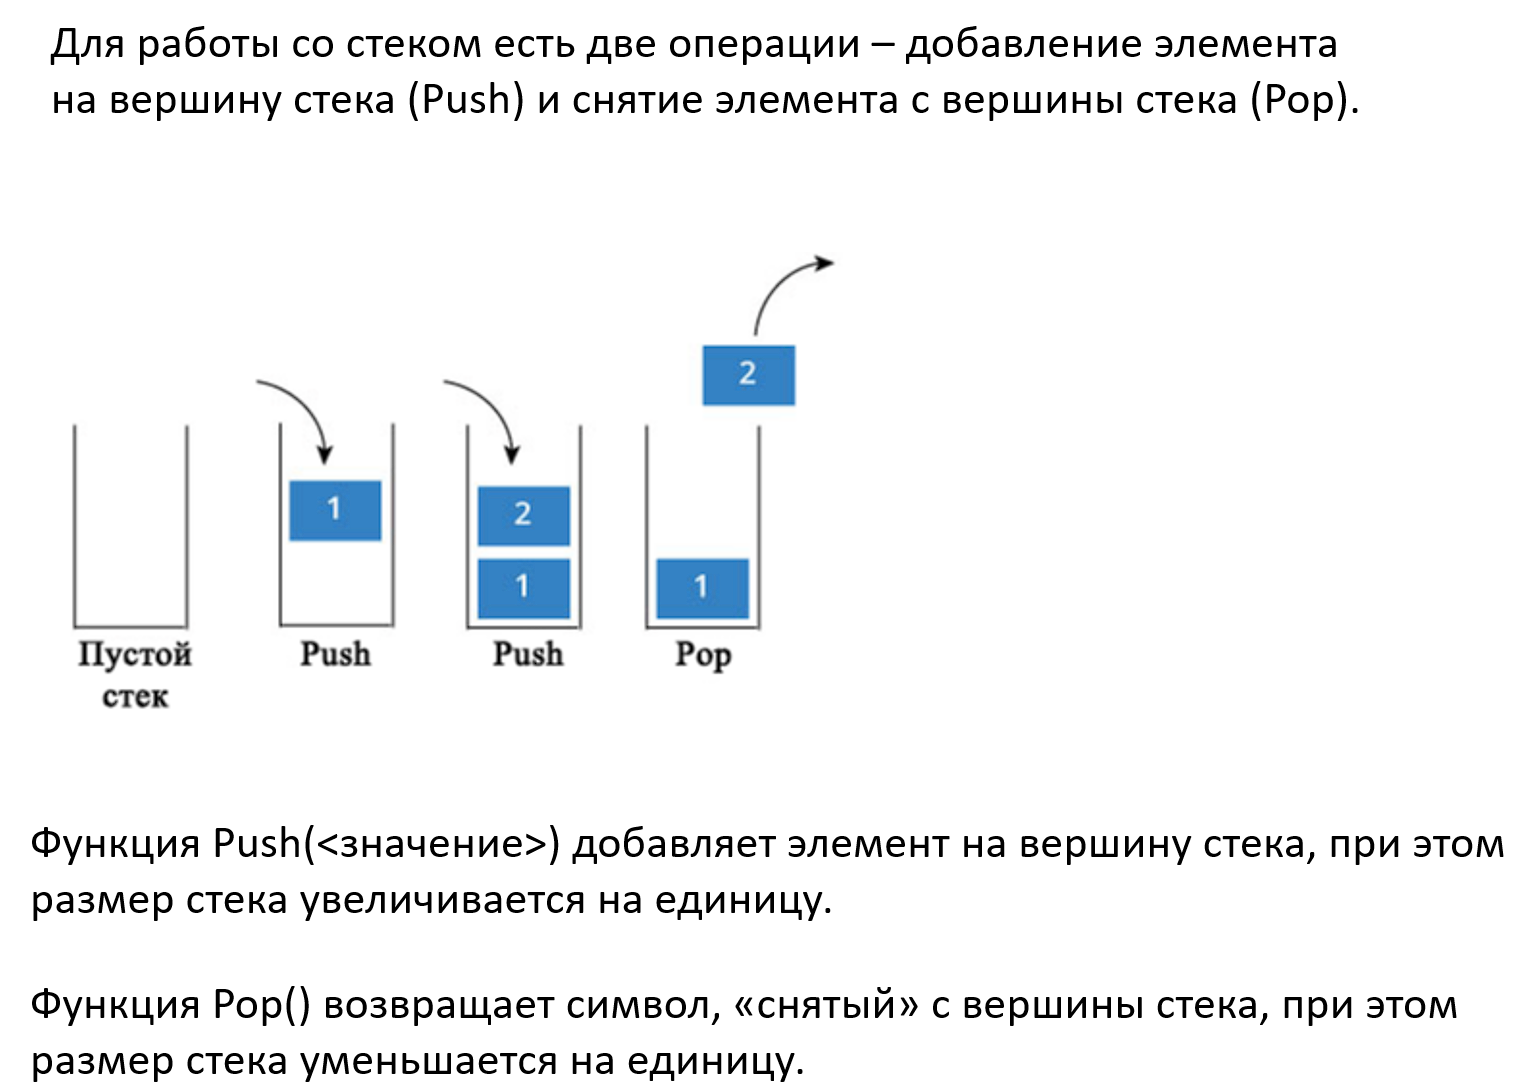 Для работы со стеком есть две операции – добавление элемента
на вершину стека (Push) и снятие элемента с вершины стека (Pop).
2
1
2
1
1
Пустой
стек
Push
Push
Pop
Функция Push(<значение>) добавляет элемент на вершину стека, при этом
размер стека увеличивается на единицу.
Функция Pop() возвращает символ, «снятый» с вершины стека, при этом
размер стека уменьшается на единицу.